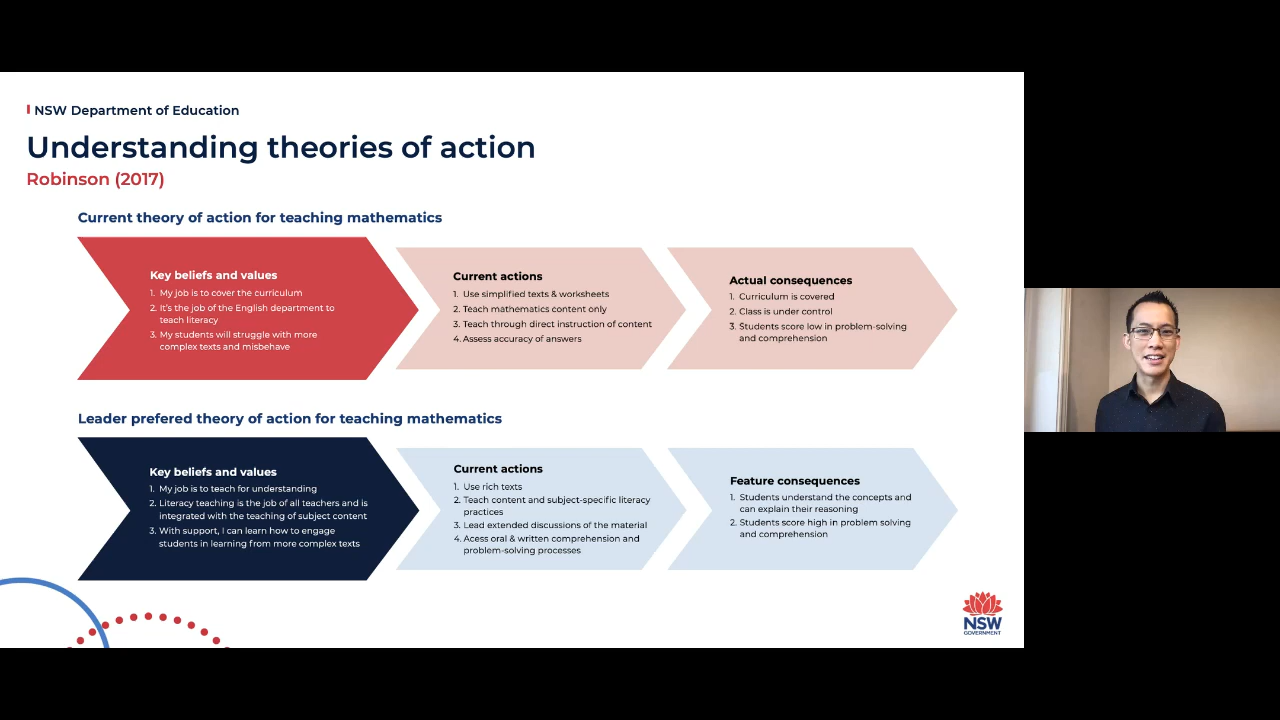 NSW Department of Education
Understanding theories of action
Robinson (2017)
Current theory of action for teaching mathematics
Key beliefs and values
1. My job is to cover the curriculum
2. It's the job of the English department to
teach literacy
3. My students will struggle with more
complex texts and misbehave
Current actions
1. Use simplified texts & worksheets
2. Teach mathematics content only
3. Teach through direct instruction of content
4. Assess accuracy of answers
Actual consequences
1. Curriculum is covered
2. Class is under control
3. Students score low in problem-solving
and comprehension
Leader prefered theory of action for teaching mathematics
Key beliefs and values
1. My job is to teach for understanding
2. Literacy teaching is the job of all teachers and is
integrated with the teaching of subject content
3. With support, I can learn how to engage
students in learning from more complex texts
Current actions
1. Use rich texts
2. Teach content and subject-specific literacy
practices
3. Lead extended discussions of the material
4. Acess oral & written comprehension and
problem-solving processes
Feature consequences
1. Students understand the concepts and
can explain their reasoning
2. Students score high in problem solving
and comprehension
NSW
GOVERNMENT